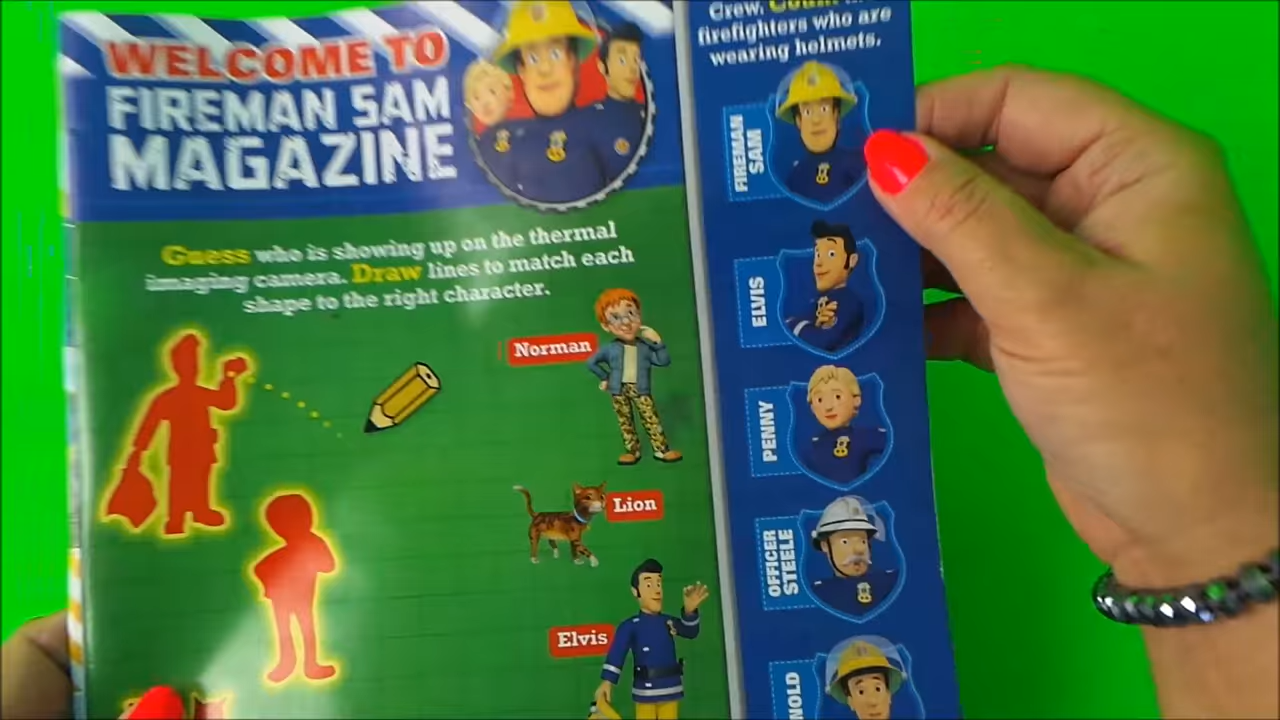 WELCOME TO
FIREMAN SAM
MAGAZINE
Guess who is showing up on the thermal
imaging camera. Draw lines to match each
shape to the right character.
Norman
Lion
Elvis
Crew. Count
firefighters who are
wearing helmets.
FIREMAN
SAM
ELVIS
PENNY
OFFICER
STEELE
NOLD